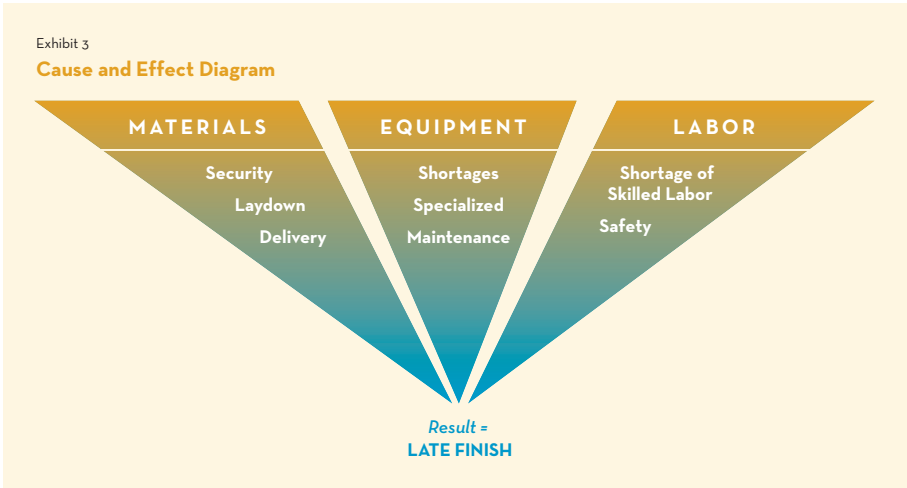 Exhibit 3
Cause and Effect Diagram
MATERIALS
Security
Laydown
Delivery
EQUIPMENT
Shortages
Specialized
Maintenance
LABOR
Shortage of
Skilled Labor
Safety
Result =
LATE FINISH